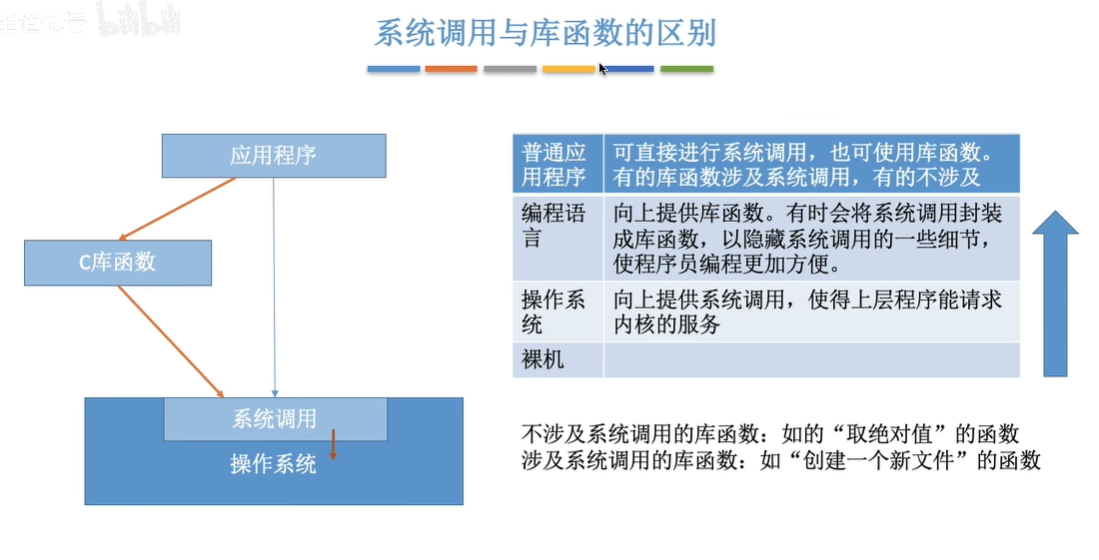 王道论坛 bilibili
系统调用与库函数的区别
应用程序
C库函数
系统调用
操作系统
普通应
用程序
可直接进行系统调用，也可使用库函数。
有的库函数涉及系统调用，有的不涉及
编程语
言
向上提供库函数。有时会将系统调用封装
成库函数，以隐藏系统调用的一些细节，
使程序员编程更加方便。
操作系
统
向上提供系统调用，使得上层程序能请求
内核的服务
裸机
不涉及系统调用的库函数：如的“取绝对值”的函数
涉及系统调用的库函数：如“创建一个新文件”的函数